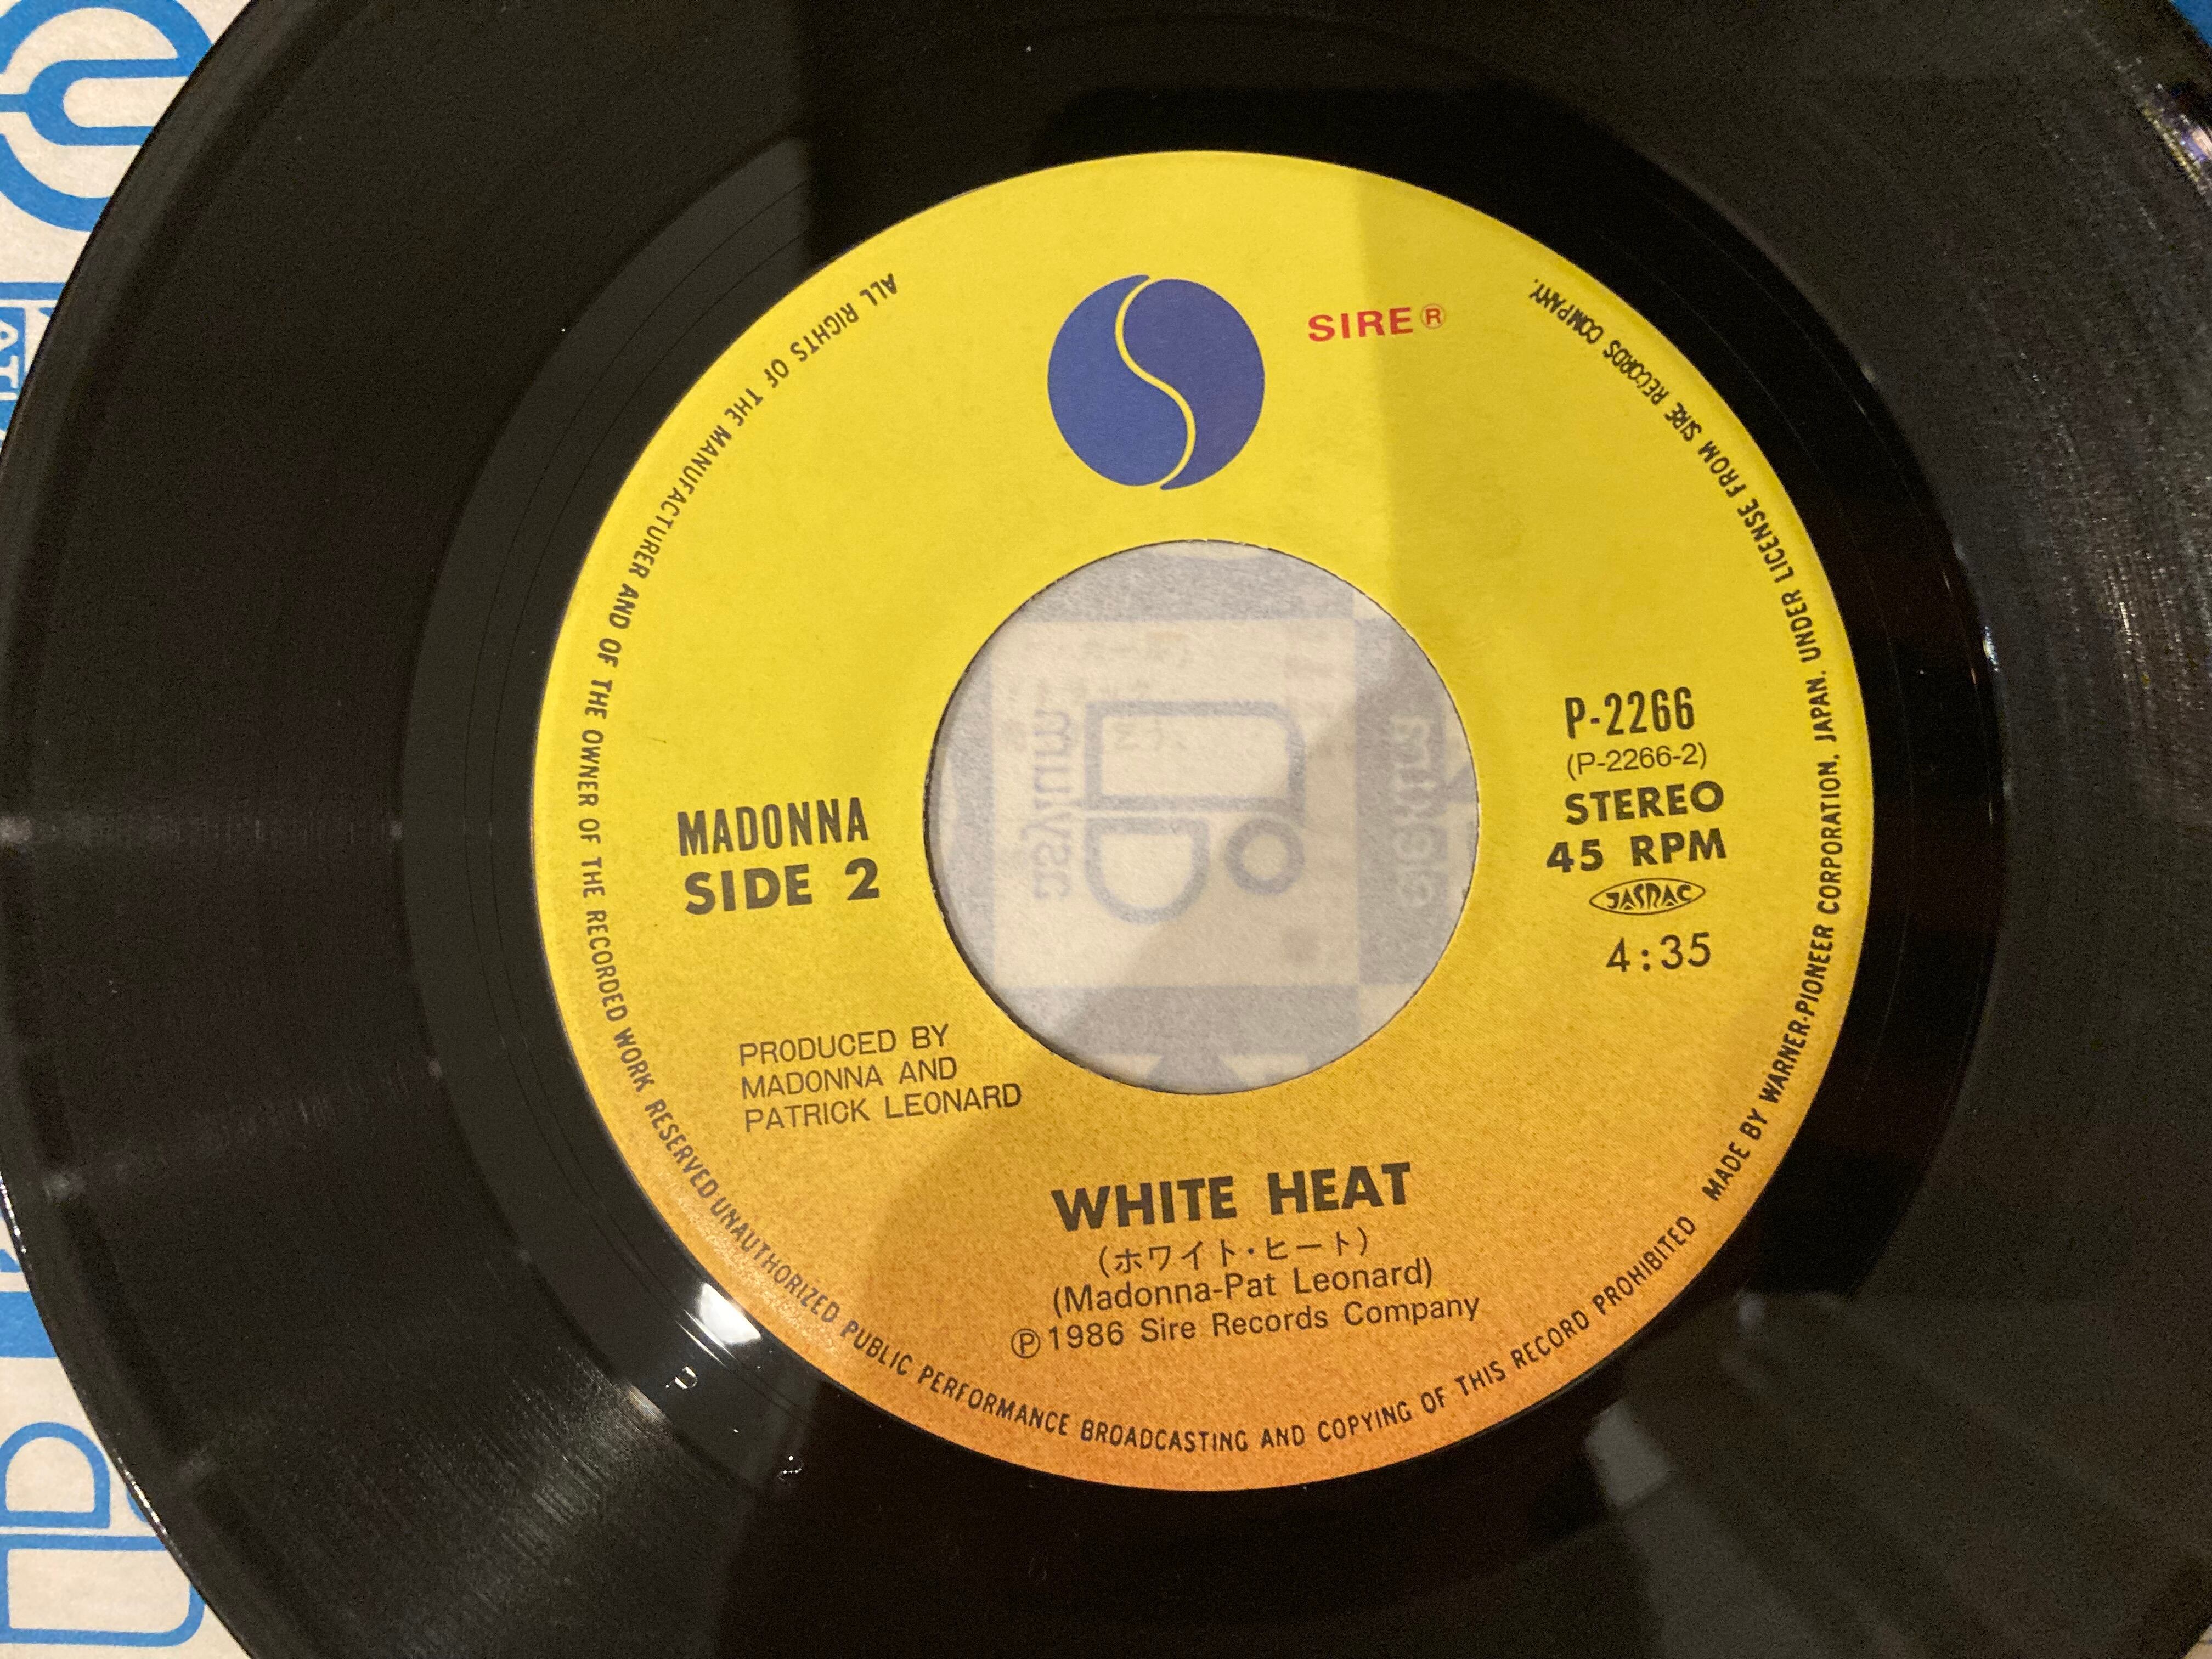 SIRE®
P-2266
(P-2266-2)
STEREO
45 RPM
JASRAC
4:35
MADONNA
SIDE 2
PRODUCED BY
MADONNA AND
PATRICK LEONARD
WHITE HEAT
(ホワイト・ヒート)
(Madonna-Pat Leonard)
Ⓟ1986 Sire Records Company
ALL RIGHTS OF THE MANUFACTURER AND OF THE OWNER OF THE RECORDED WORK RESERVED·UNAUTHORIZED PUBLIC PERFORMANCE BROADCASTING AND COPYING OF THIS RECORD PROHIBITED MADE BY WARNER-PIONEER CORPORATION, JAPAN. UNDER LICENSE FROM SIRE RECORDS COMPANY.